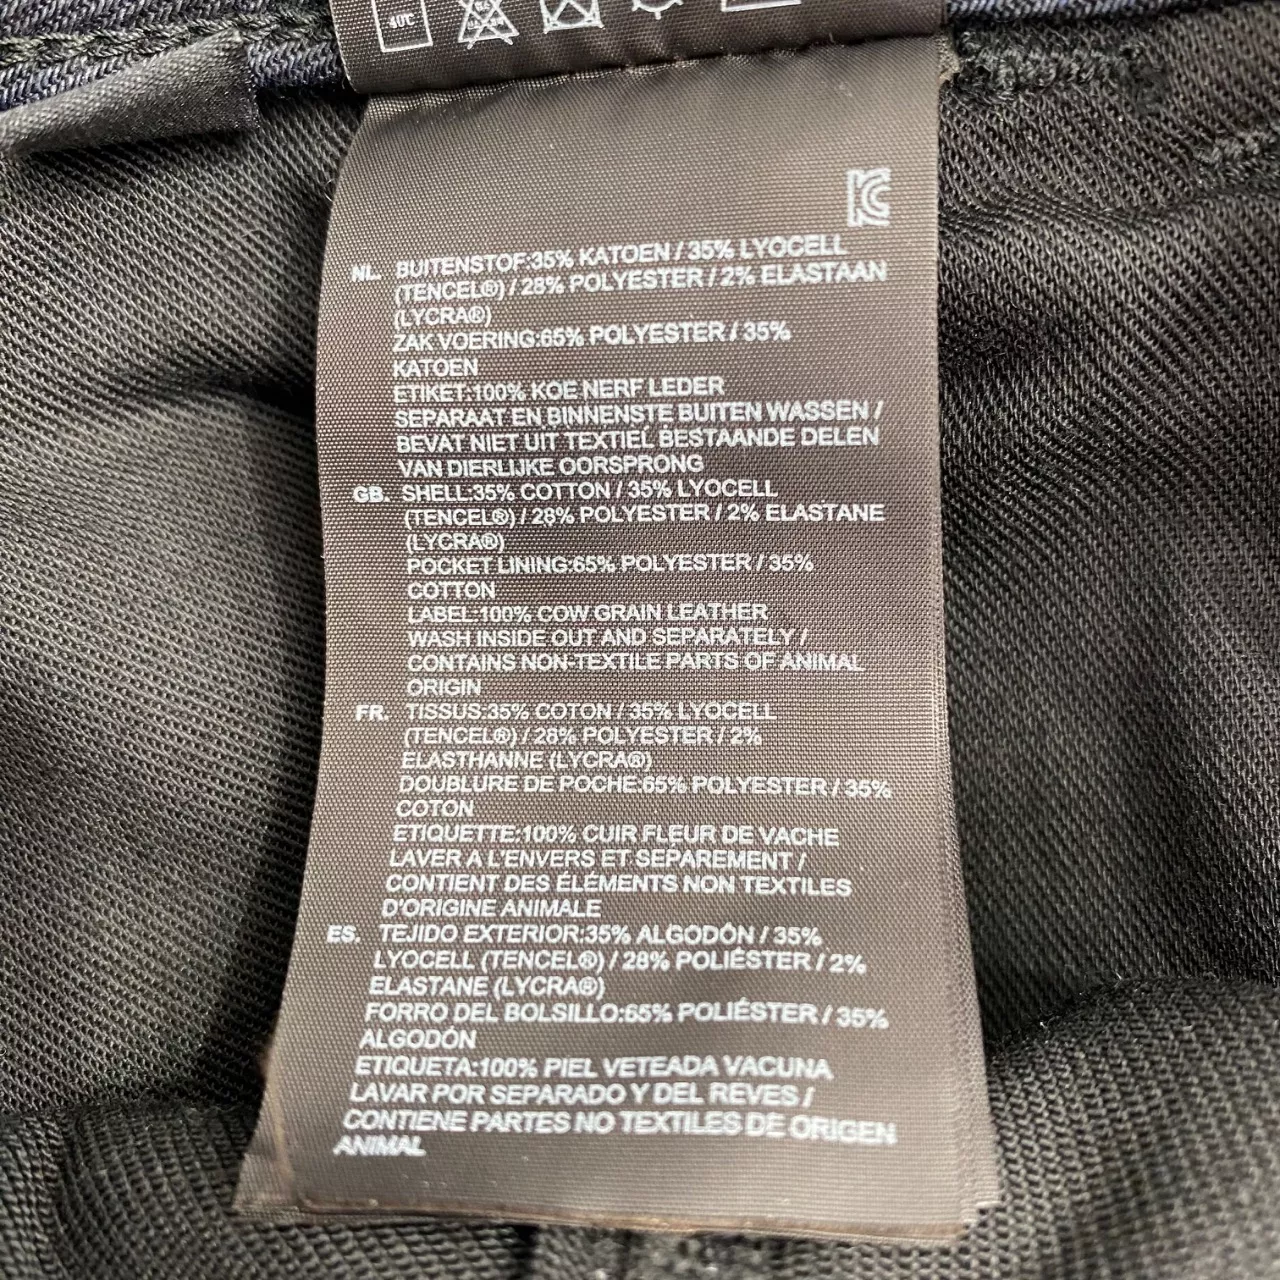 40°C
KC
NL. BUITENSTOF:35% KATOEN / 35% LYOCELL
(TENCEL®) / 28% POLYESTER / 2% ELASTAAN
(LYCRA®)
ZAK VOERING:65% POLYESTER / 35%
KATOEN
ETIKET:100% KOE NERF LEDER
SEPARAAT EN BINNENSTE BUITEN WASSEN /
BEVAT NIET UIT TEXTIEL BESTAANDE DELEN
VAN DIERLIJKE OORSPRONG
GB. SHELL:35% COTTON / 35% LYOCELL
(TENCEL®) / 28% POLYESTER / 2% ELASTANE
(LYCRA®)
POCKET LINING:65% POLYESTER / 35%
COTTON
LABEL:100% COW GRAIN LEATHER
WASH INSIDE OUT AND SEPARATELY /
CONTAINS NON-TEXTILE PARTS OF ANIMAL
ORIGIN
FR. TISSUS:35% COTON / 35% LYOCELL
(TENCEL®) / 28% POLYESTER / 2%
ELASTHANNE (LYCRA®)
DOUBLURE DE POCHE:65% POLYESTER / 35%
COTON
ETIQUETTE:100% CUIR FLEUR DE VACHE
LAVER A L'ENVERS ET SÉPAREMENT /
CONTIENT DES ÉLÉMENTS NON TEXTILES
D'ORIGINE ANIMALE
ES. TEJIDO EXTERIOR:35% ALGODÓN / 35%
LYOCELL (TENCEL®) / 28% POLIÉSTER / 2%
ELASTANE (LYCRA®)
FORRO DEL BOLSILLO:65% POLIÉSTER / 35%
ALGODÓN
ETIQUETA:100% PIEL VETEADA VACUNA
LAVAR POR SEPARADO Y DEL REVES /
CONTIENE PARTES NO TEXTILES DE ORIGEN
ANIMAL